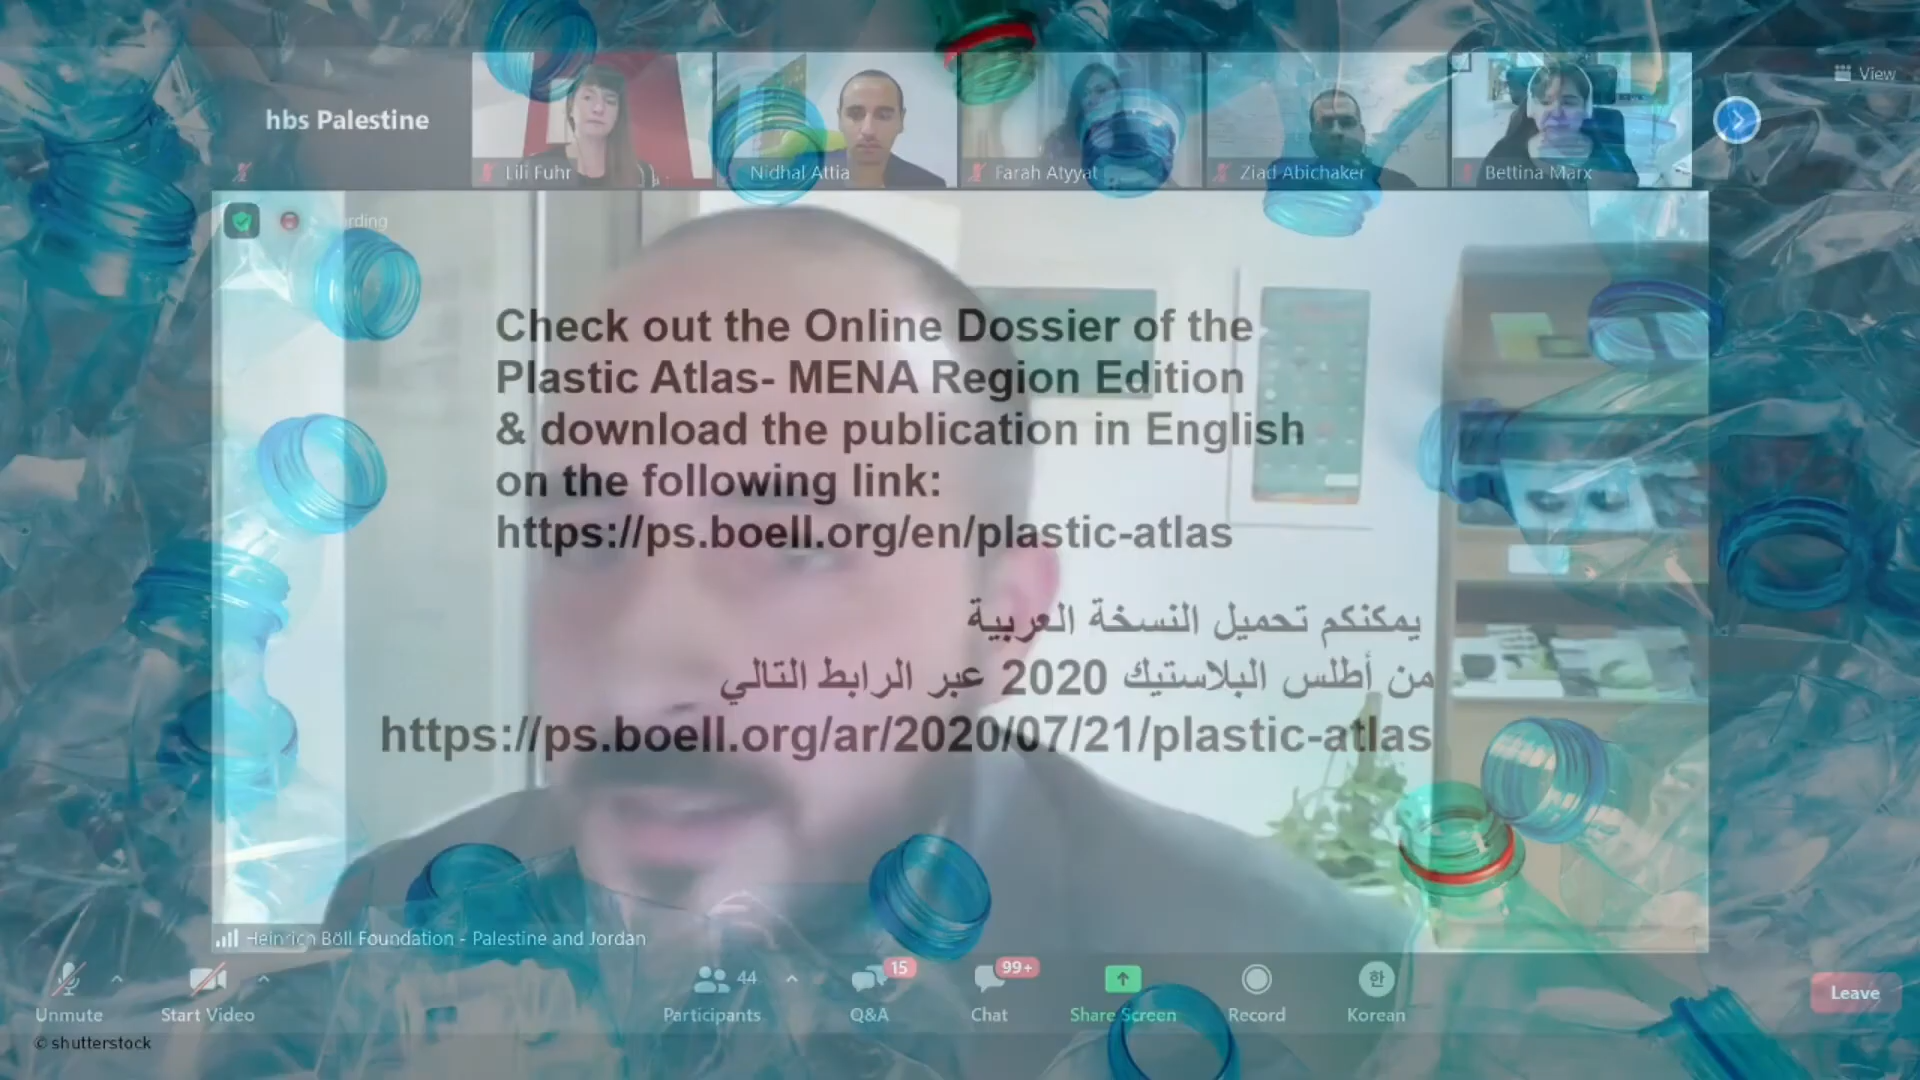 hbs Palestine
Lili Fuhr
Nidhal Attia
Farah Atyyat
Ziad Abichaker
Bettina Marx
View
Check out the Online Dossier of the
Plastic Atlas- MENA Region Edition
& download the publication in English
on the following link:
https://ps.boell.org/en/plastic-atlas
يمكنكم تحميل النسخة العربية
من أطلس البلاستيك 2020 عبر الرابط التالي
https://ps.boell.org/ar/2020/07/21/plastic-atlas
Heinrich Böll Foundation - Palestine and Jordan
Unmute
Start Video
44
Participants
15
Q&A
99+
Chat
Share Screen
Record
한
Korean
Leave
© shutterstock